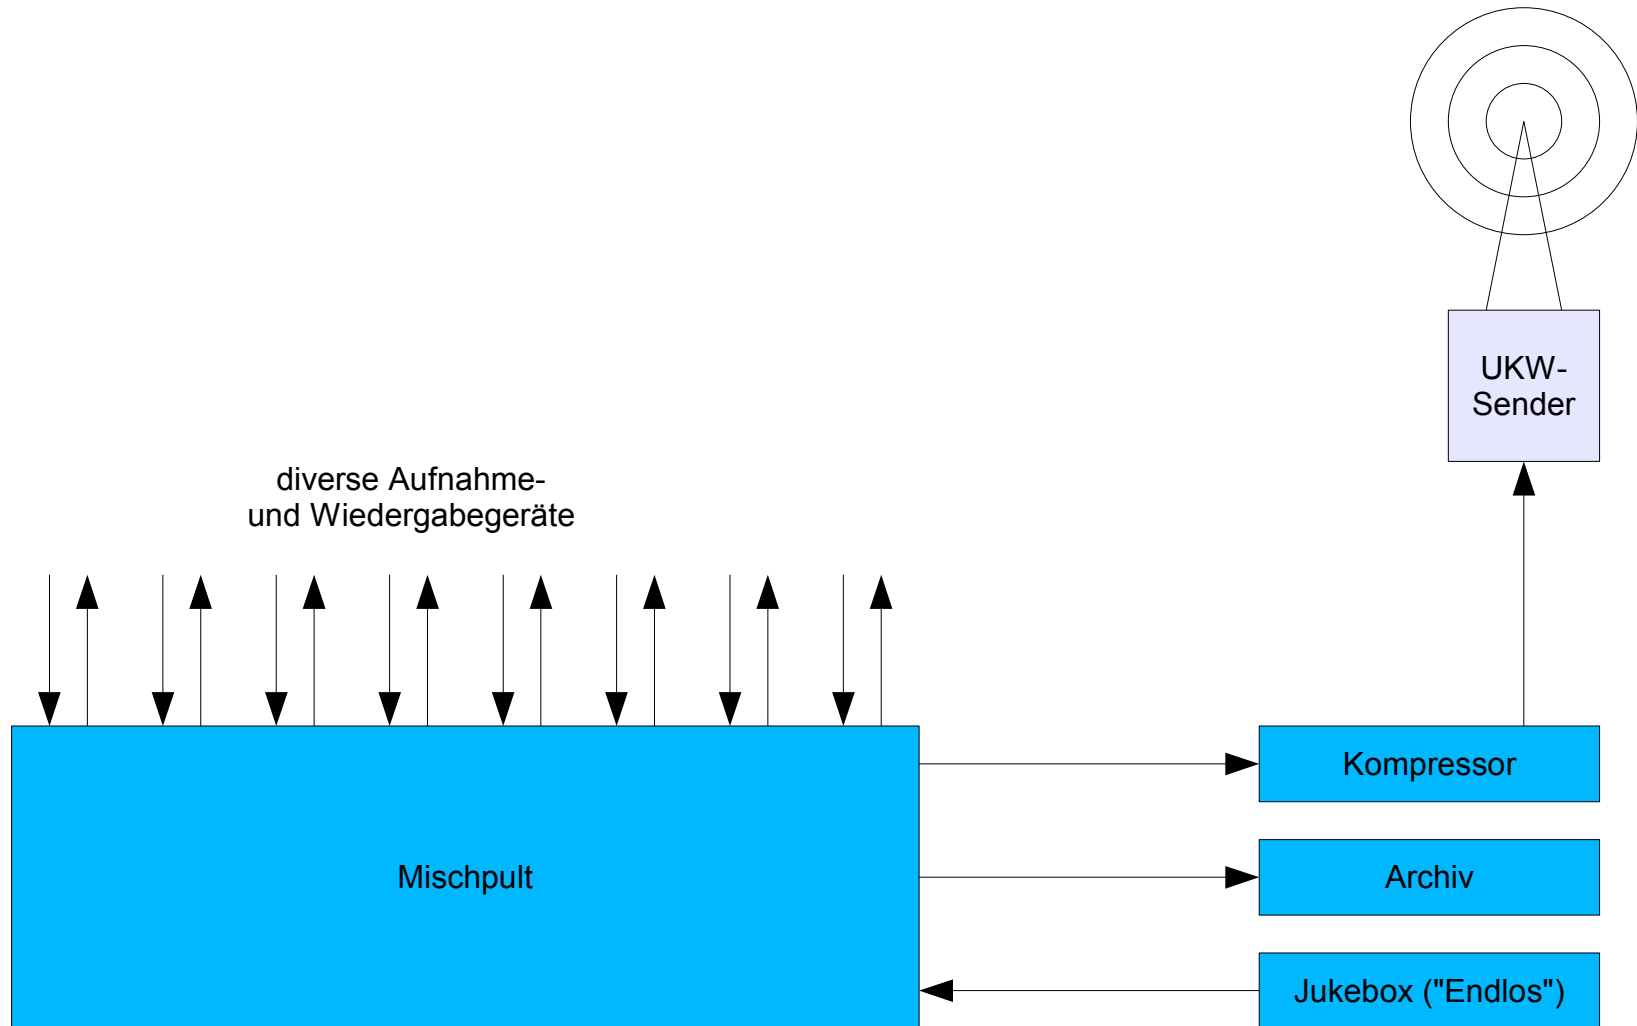 UKW-
Sender
diverse Aufnahme-
und Wiedergabegeräte
Kompressor
Mischpult
Archiv
Jukebox ("Endlos")